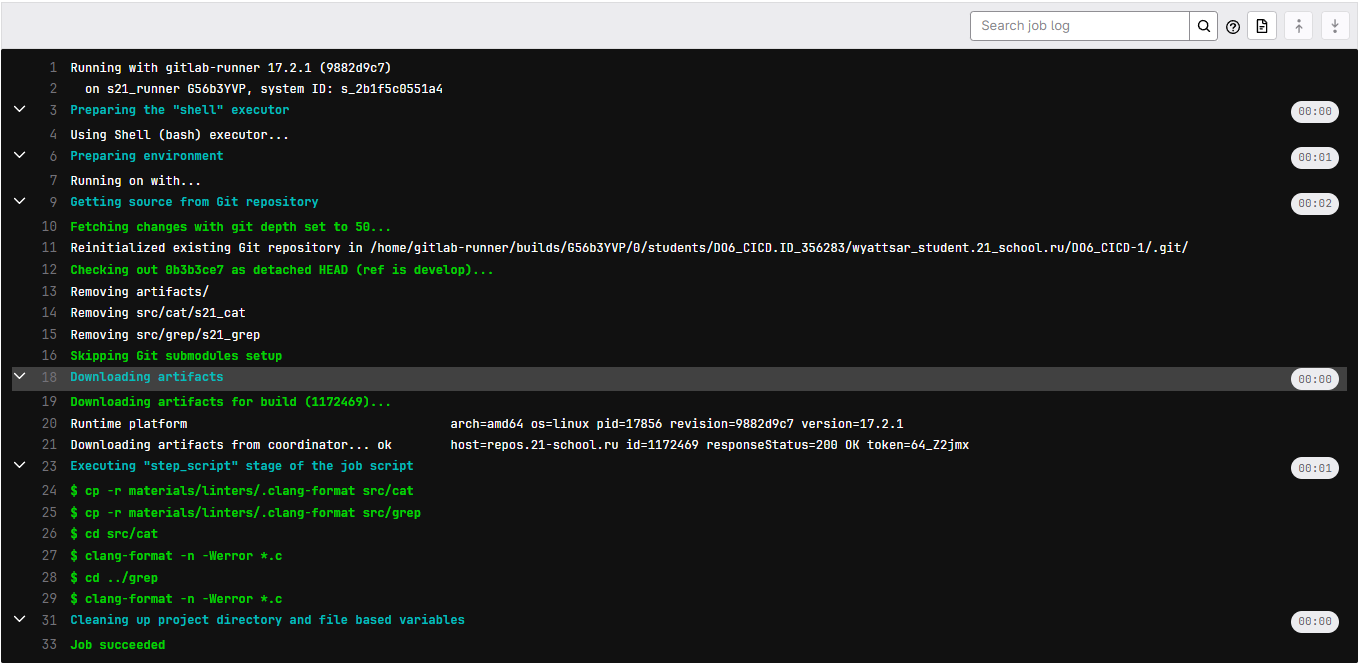 Search job log
1 Running with gitlab-runner 17.2.1 (9882d9c7)
2 on s21_runner G56b3YVP, system ID: s_2b1f5c0551a4
3 Preparing the "shell" executor 00:00
4 Using Shell (bash) executor...
6 Preparing environment 00:01
7 Running on with...
9 Getting source from Git repository 00:02
10 Fetching changes with git depth set to 50...
11 Reinitialized existing Git repository in /home/gitlab-runner/builds/G56b3YVP/0/students/DO6_CICD.ID_356283/wyattsar_student.21_school.ru/DO6_CICD-1/.git/
12 Checking out 0b3b3ce7 as detached HEAD (ref is develop)...
13 Removing artifacts/
14 Removing src/cat/s21_cat
15 Removing src/grep/s21_grep
16 Skipping Git submodules setup
18 Downloading artifacts 00:00
19 Downloading artifacts for build (1172469)...
20 Runtime platform arch=amd64 os=linux pid=17856 revision=9882d9c7 version=17.2.1
21 Downloading artifacts from coordinator... ok host=repos.21-school.ru id=1172469 responseStatus=200 OK token=64_Z2jmx
23 Executing "step_script" stage of the job script 00:01
24 $ cp -r materials/linters/.clang-format src/cat
25 $ cp -r materials/linters/.clang-format src/grep
26 $ cd src/cat
27 $ clang-format -n -Werror *.c
28 $ cd ../grep
29 $ clang-format -n -Werror *.c
31 Cleaning up project directory and file based variables 00:00
33 Job succeeded